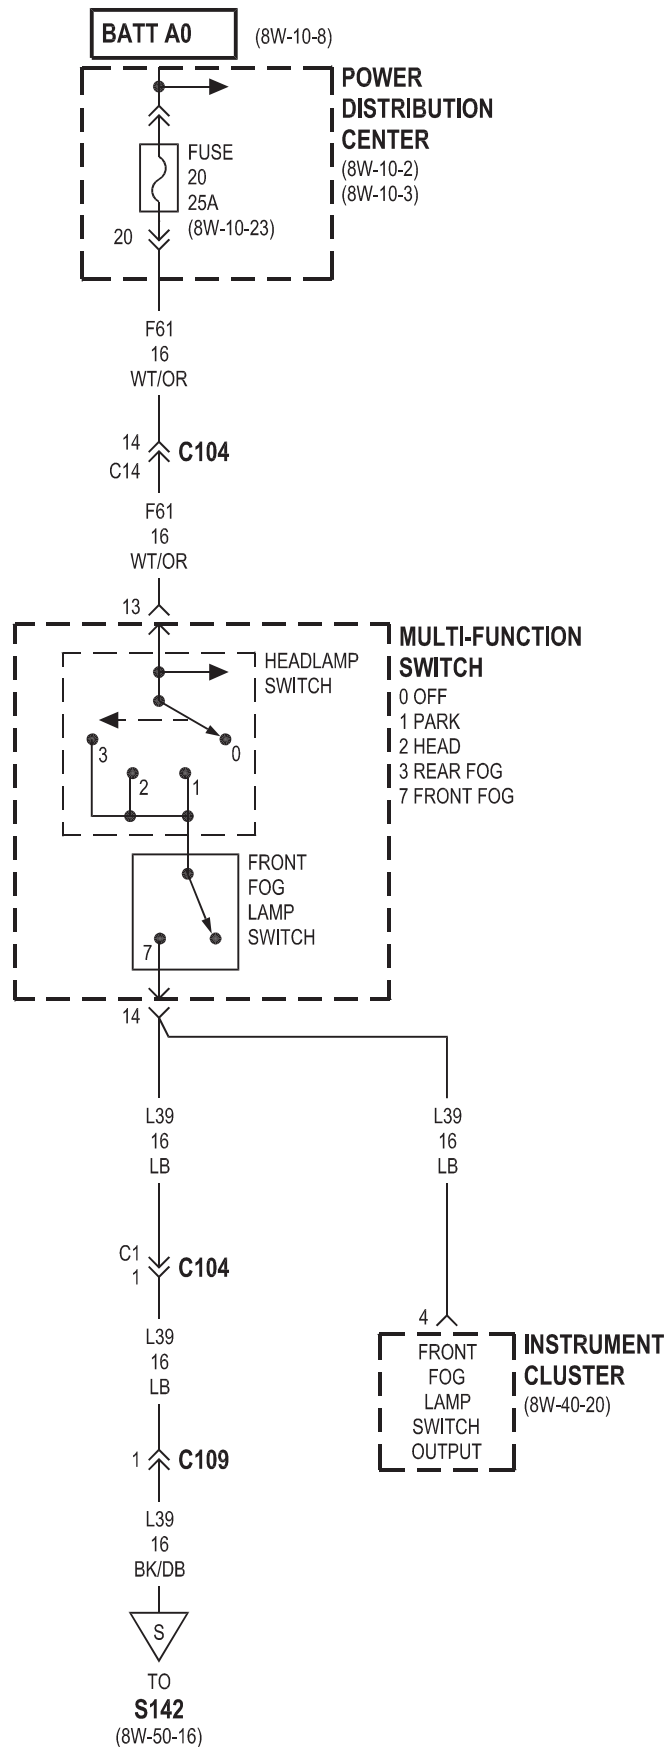 BATT A0
(8W-10-8)
POWER
DISTRIBUTION
CENTER
(8W-10-2)
(8W-10-3)
FUSE
20
25A
(8W-10-23)
20
F61
16
WT/OR
14
C14
C104
F61
16
WT/OR
13
MULTI-FUNCTION
SWITCH
0 OFF
1 PARK
2 HEAD
3 REAR FOG
7 FRONT FOG
HEADLAMP
SWITCH
3
0
2
1
FRONT
FOG
LAMP
SWITCH
7
14
L39
16
LB
L39
16
LB
C1
1
C104
L39
16
LB
4
INSTRUMENT
CLUSTER
(8W-40-20)
FRONT
FOG
LAMP
SWITCH
OUTPUT
1
C109
L39
16
BK/DB
S
TO
S142
(8W-50-16)